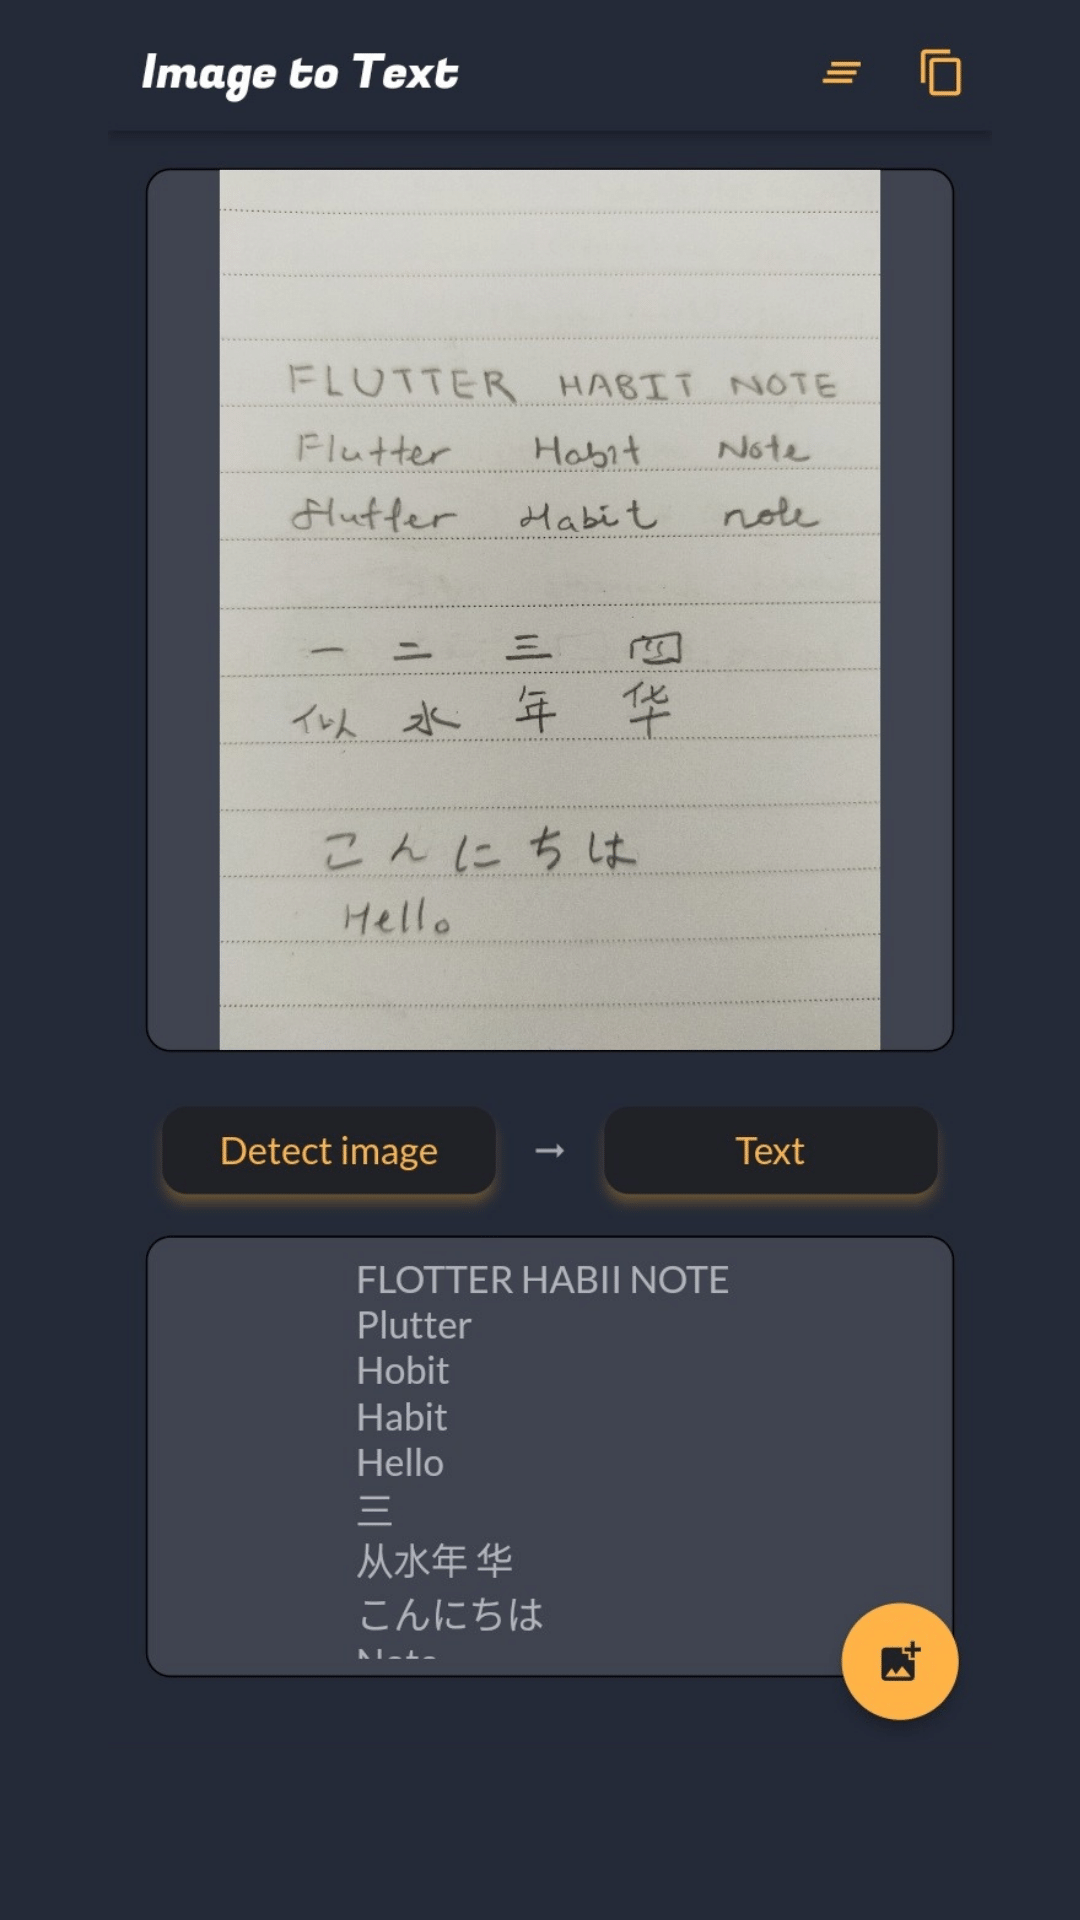 Image to Text
FLUTTER HABIT NOTE
Flutter Habit Note
flutter Habit note
一 二 三 四
似 水 年 华
こんにちは
Hello
Detect image → Text
FLOTTER HABII NOTE
Plutter
Hobit
Habit
Hello
三
从水年 华
こんにちは